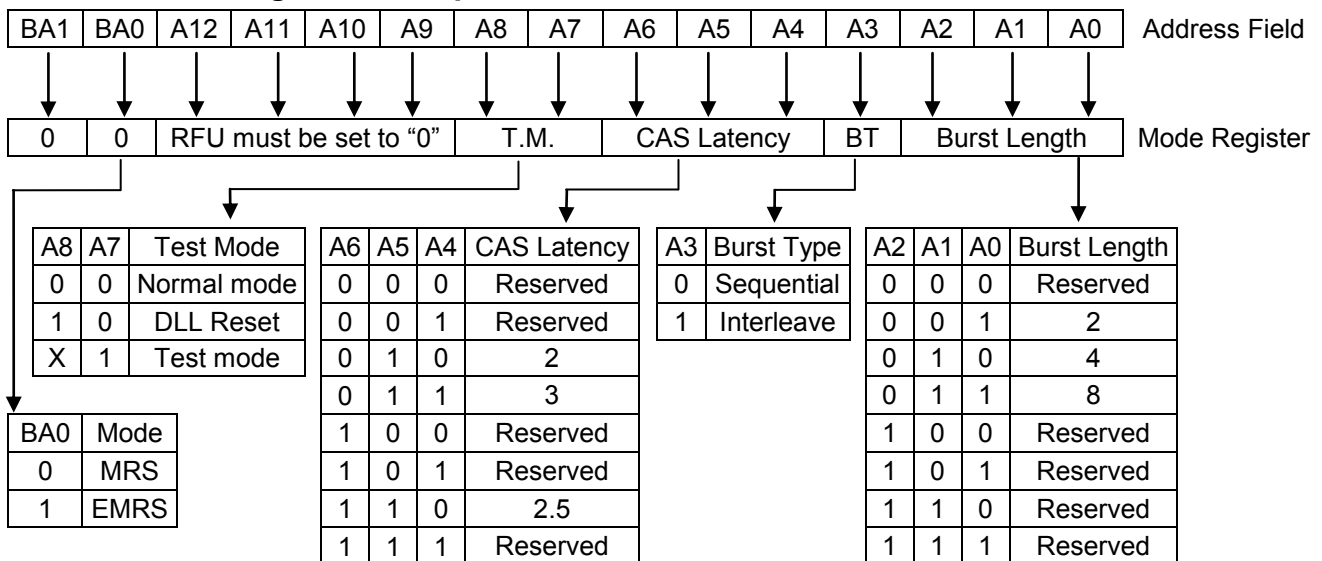 BA1 BA0 A12 A11 A10 A9 A8 A7 A6 A5 A4 A3 A2 A1 A0 Address Field
0 0 RFU must be set to “0” T.M. CAS Latency BT Burst Length Mode Register
A8 A7 Test Mode
0 0 Normal mode
1 0 DLL Reset
X 1 Test mode
BA0 Mode
0 MRS
1 EMRS
A6 A5 A4 CAS Latency
0 0 0 Reserved
0 0 1 Reserved
0 1 0 2
0 1 1 3
1 0 0 Reserved
1 0 1 Reserved
1 1 0 2.5
1 1 1 Reserved
A3 Burst Type
0 Sequential
1 Interleave
A2 A1 A0 Burst Length
0 0 0 Reserved
0 0 1 2
0 1 0 4
0 1 1 8
1 0 0 Reserved
1 0 1 Reserved
1 1 0 Reserved
1 1 1 Reserved